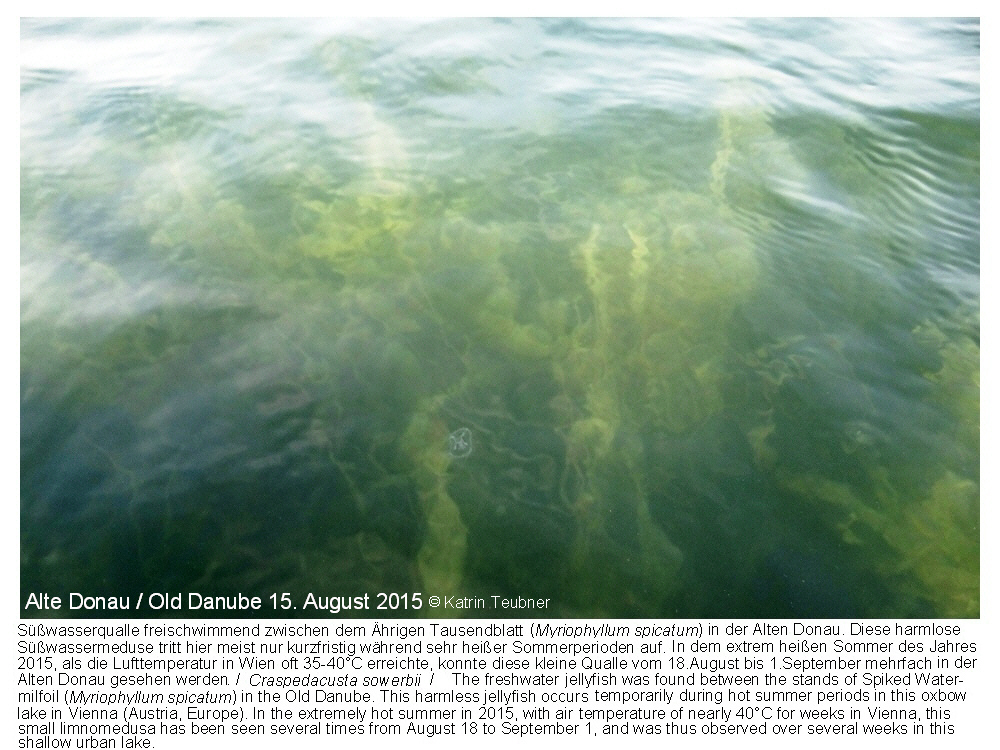 Alte Donau / Old Danube 15. August 2015 © Katrin Teubner
Süßwasserqualle freischwimmend zwischen dem Ährigen Tausendblatt (Myriophyllum spicatum) in der Alten Donau. Diese harmlose
Süßwassermeduse tritt hier meist nur kurzfristig während sehr heißer Sommerperioden auf. In dem extrem heißen Sommer des Jahres
2015, als die Lufttemperatur in Wien oft 35-40°C erreichte, konnte diese kleine Qualle vom 18.August bis 1.September mehrfach in der
Alten Donau gesehen werden. / Craspedacusta sowerbii / The freshwater jellyfish was found between the stands of Spiked Water-
milfoil (Myriophyllum spicatum) in the Old Danube. This harmless jellyfish occurs temporarily during hot summer periods in this oxbow
lake in Vienna (Austria, Europe). In the extremely hot summer in 2015, with air temperature of nearly 40°C for weeks in Vienna, this
small limnomedusa has been seen several times from August 18 to September 1, and was thus observed over several weeks in this
shallow urban lake.